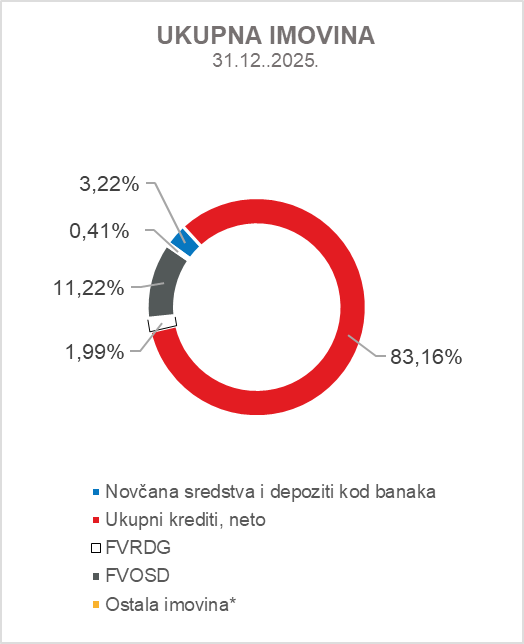 UKUPNA IMOVINA
31.12..2025.
3,22%
0,41%
11,22%
1,99%
83,16%
Novčana sredstva i depoziti kod banaka
Ukupni krediti, neto
FVRDG
FVOSD
Ostala imovina*